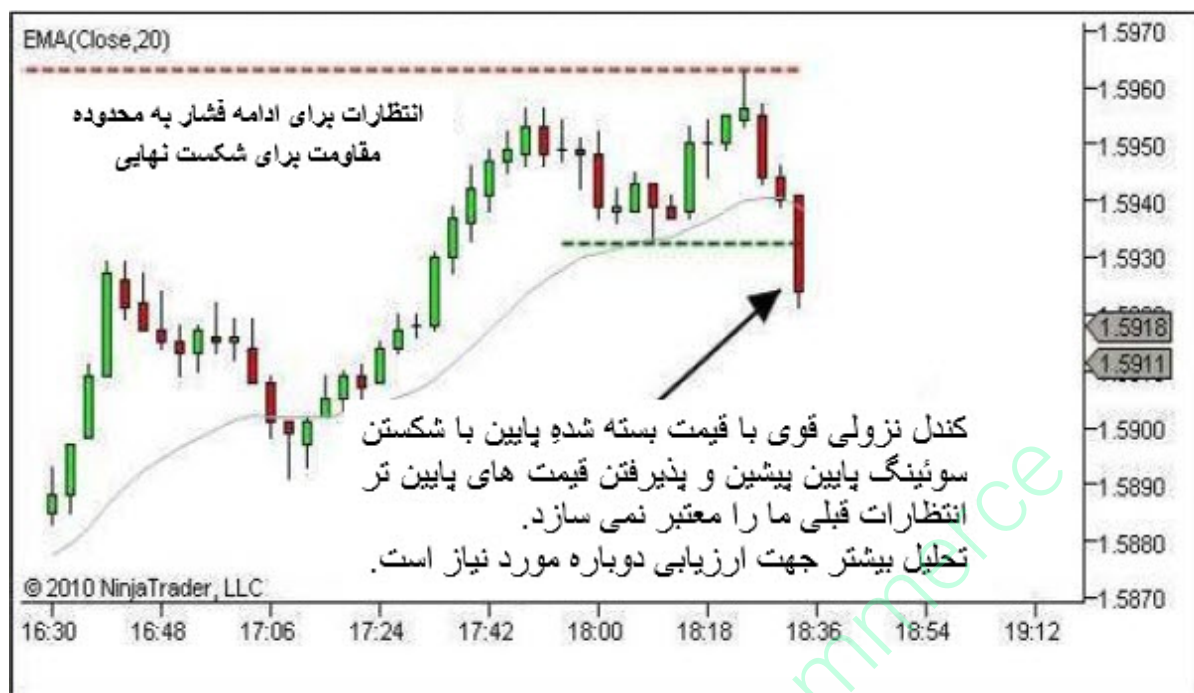 EMA(Close,20)
انتظارات برای ادامه فشار به محدوده
مقاومت برای شکست نهایی
1.5970
1.5960
1.5950
1.5940
1.5930
1.5918
1.5911
1.5900
1.5890
1.5880
1.5870
کندل نزولی قوی با قیمت بسته شدهِ پایین با شکستن
سوئینگ پایین پیشین و پذیرفتن قیمت های پایین تر
انتظارات قبلی ما را معتبر نمی سازد.
تحلیل بیشتر جهت ارزیابی دوباره مورد نیاز است.
© 2010 NinjaTrader, LLC
16:30 16:48 17:06 17:24 17:42 18:00 18:18 18:36 18:54 19:12
mmerce